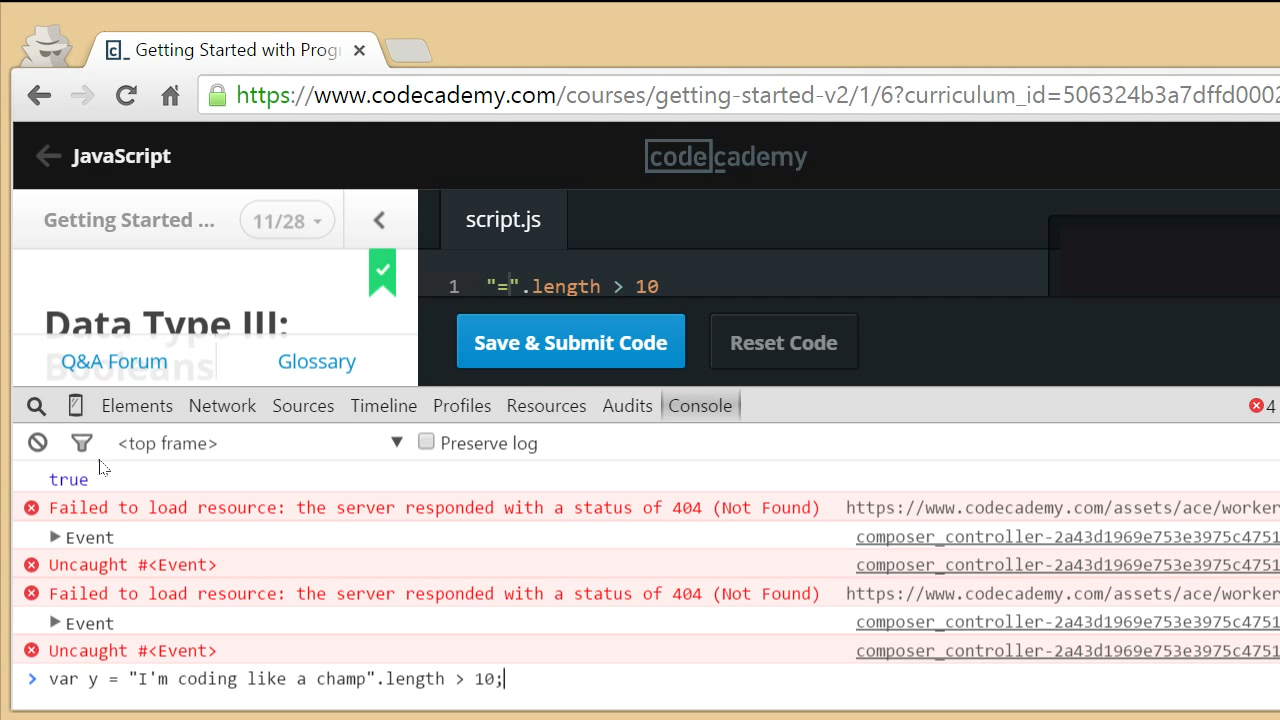 Getting Started with Prog
https://www.codecademy.com/courses/getting-started-v2/1/6?curriculum_id=506324b3a7dffd0002
JavaScript
codecademy
Getting Started ...
11/28
script.js
1 "=".length > 10
Data Type III:
Booleans
Q&A Forum
Glossary
Save & Submit Code
Reset Code
Elements Network Sources Timeline Profiles Resources Audits Console
4
<top frame>
Preserve log
true
Failed to load resource: the server responded with a status of 404 (Not Found) https://www.codecademy.com/assets/ace/worker
Event composer_controller-2a43d1969e753e3975c4751
Uncaught #<Event> composer_controller-2a43d1969e753e3975c4751
Failed to load resource: the server responded with a status of 404 (Not Found) https://www.codecademy.com/assets/ace/worker
Event composer_controller-2a43d1969e753e3975c4751
Uncaught #<Event> composer_controller-2a43d1969e753e3975c4751
> var y = "I'm coding like a champ".length > 10;